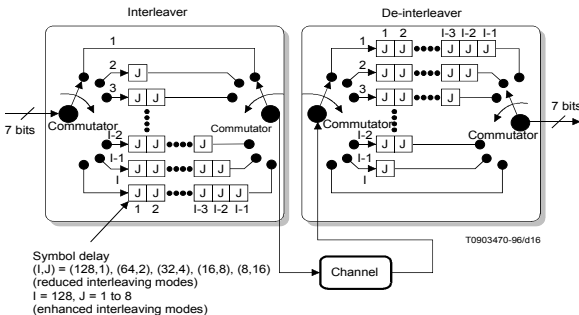 Interleaver
De-interleaver
1
2 J
3 J J
I-2 J J J
I-1 J J J J
I J J J J J
1 2 I-3 I-2 I-1
7 bits
Commutator
Commutator
1 2 I-3 I-2 I-1
1 J J J J J
2 J J J J
3 J J J
I-2 J J
I-1 J
I
Commutator
Commutator
7 bits
T0903470-96/d16
Symbol delay
(I,J) = (128,1), (64,2), (32,4), (16,8), (8,16)
(reduced interleaving modes)
I = 128, J = 1 to 8
(enhanced interleaving modes)
Channel